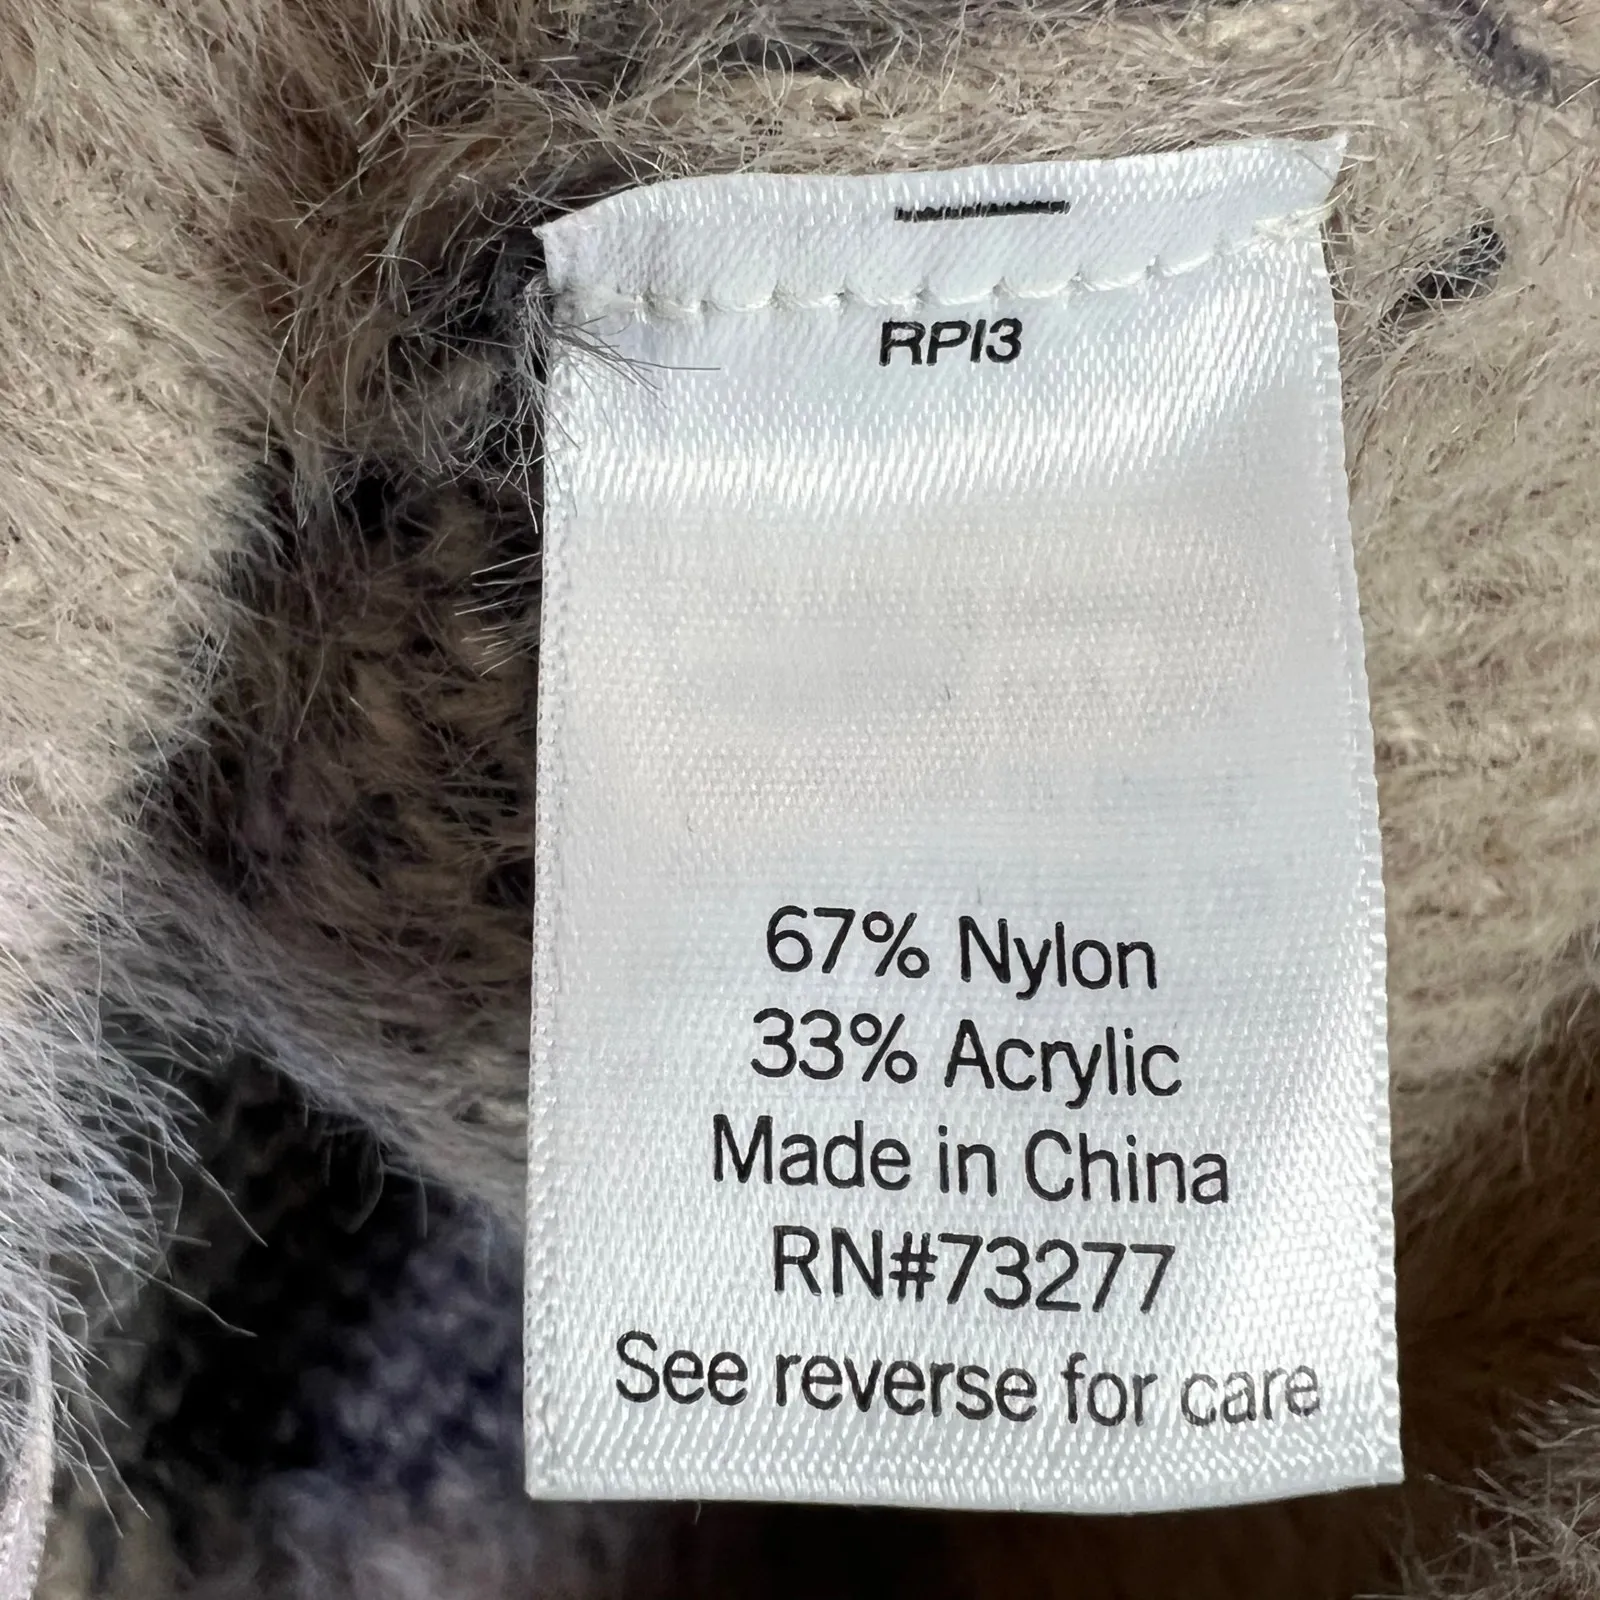 RPI3
67% Nylon
33% Acrylic
Made in China
RN#73277
See reverse for care